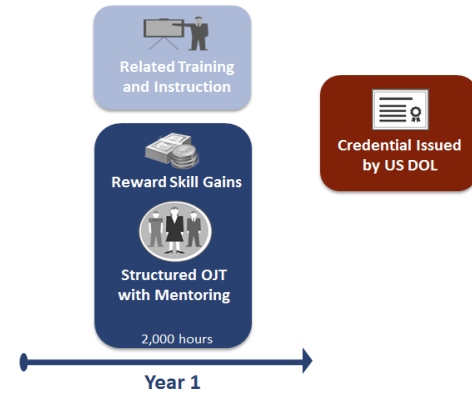 Related Training
and Instruction
Reward Skill Gains
Structured OJT
with Mentoring
2,000 hours
Credential Issued
by US DOL
Year 1